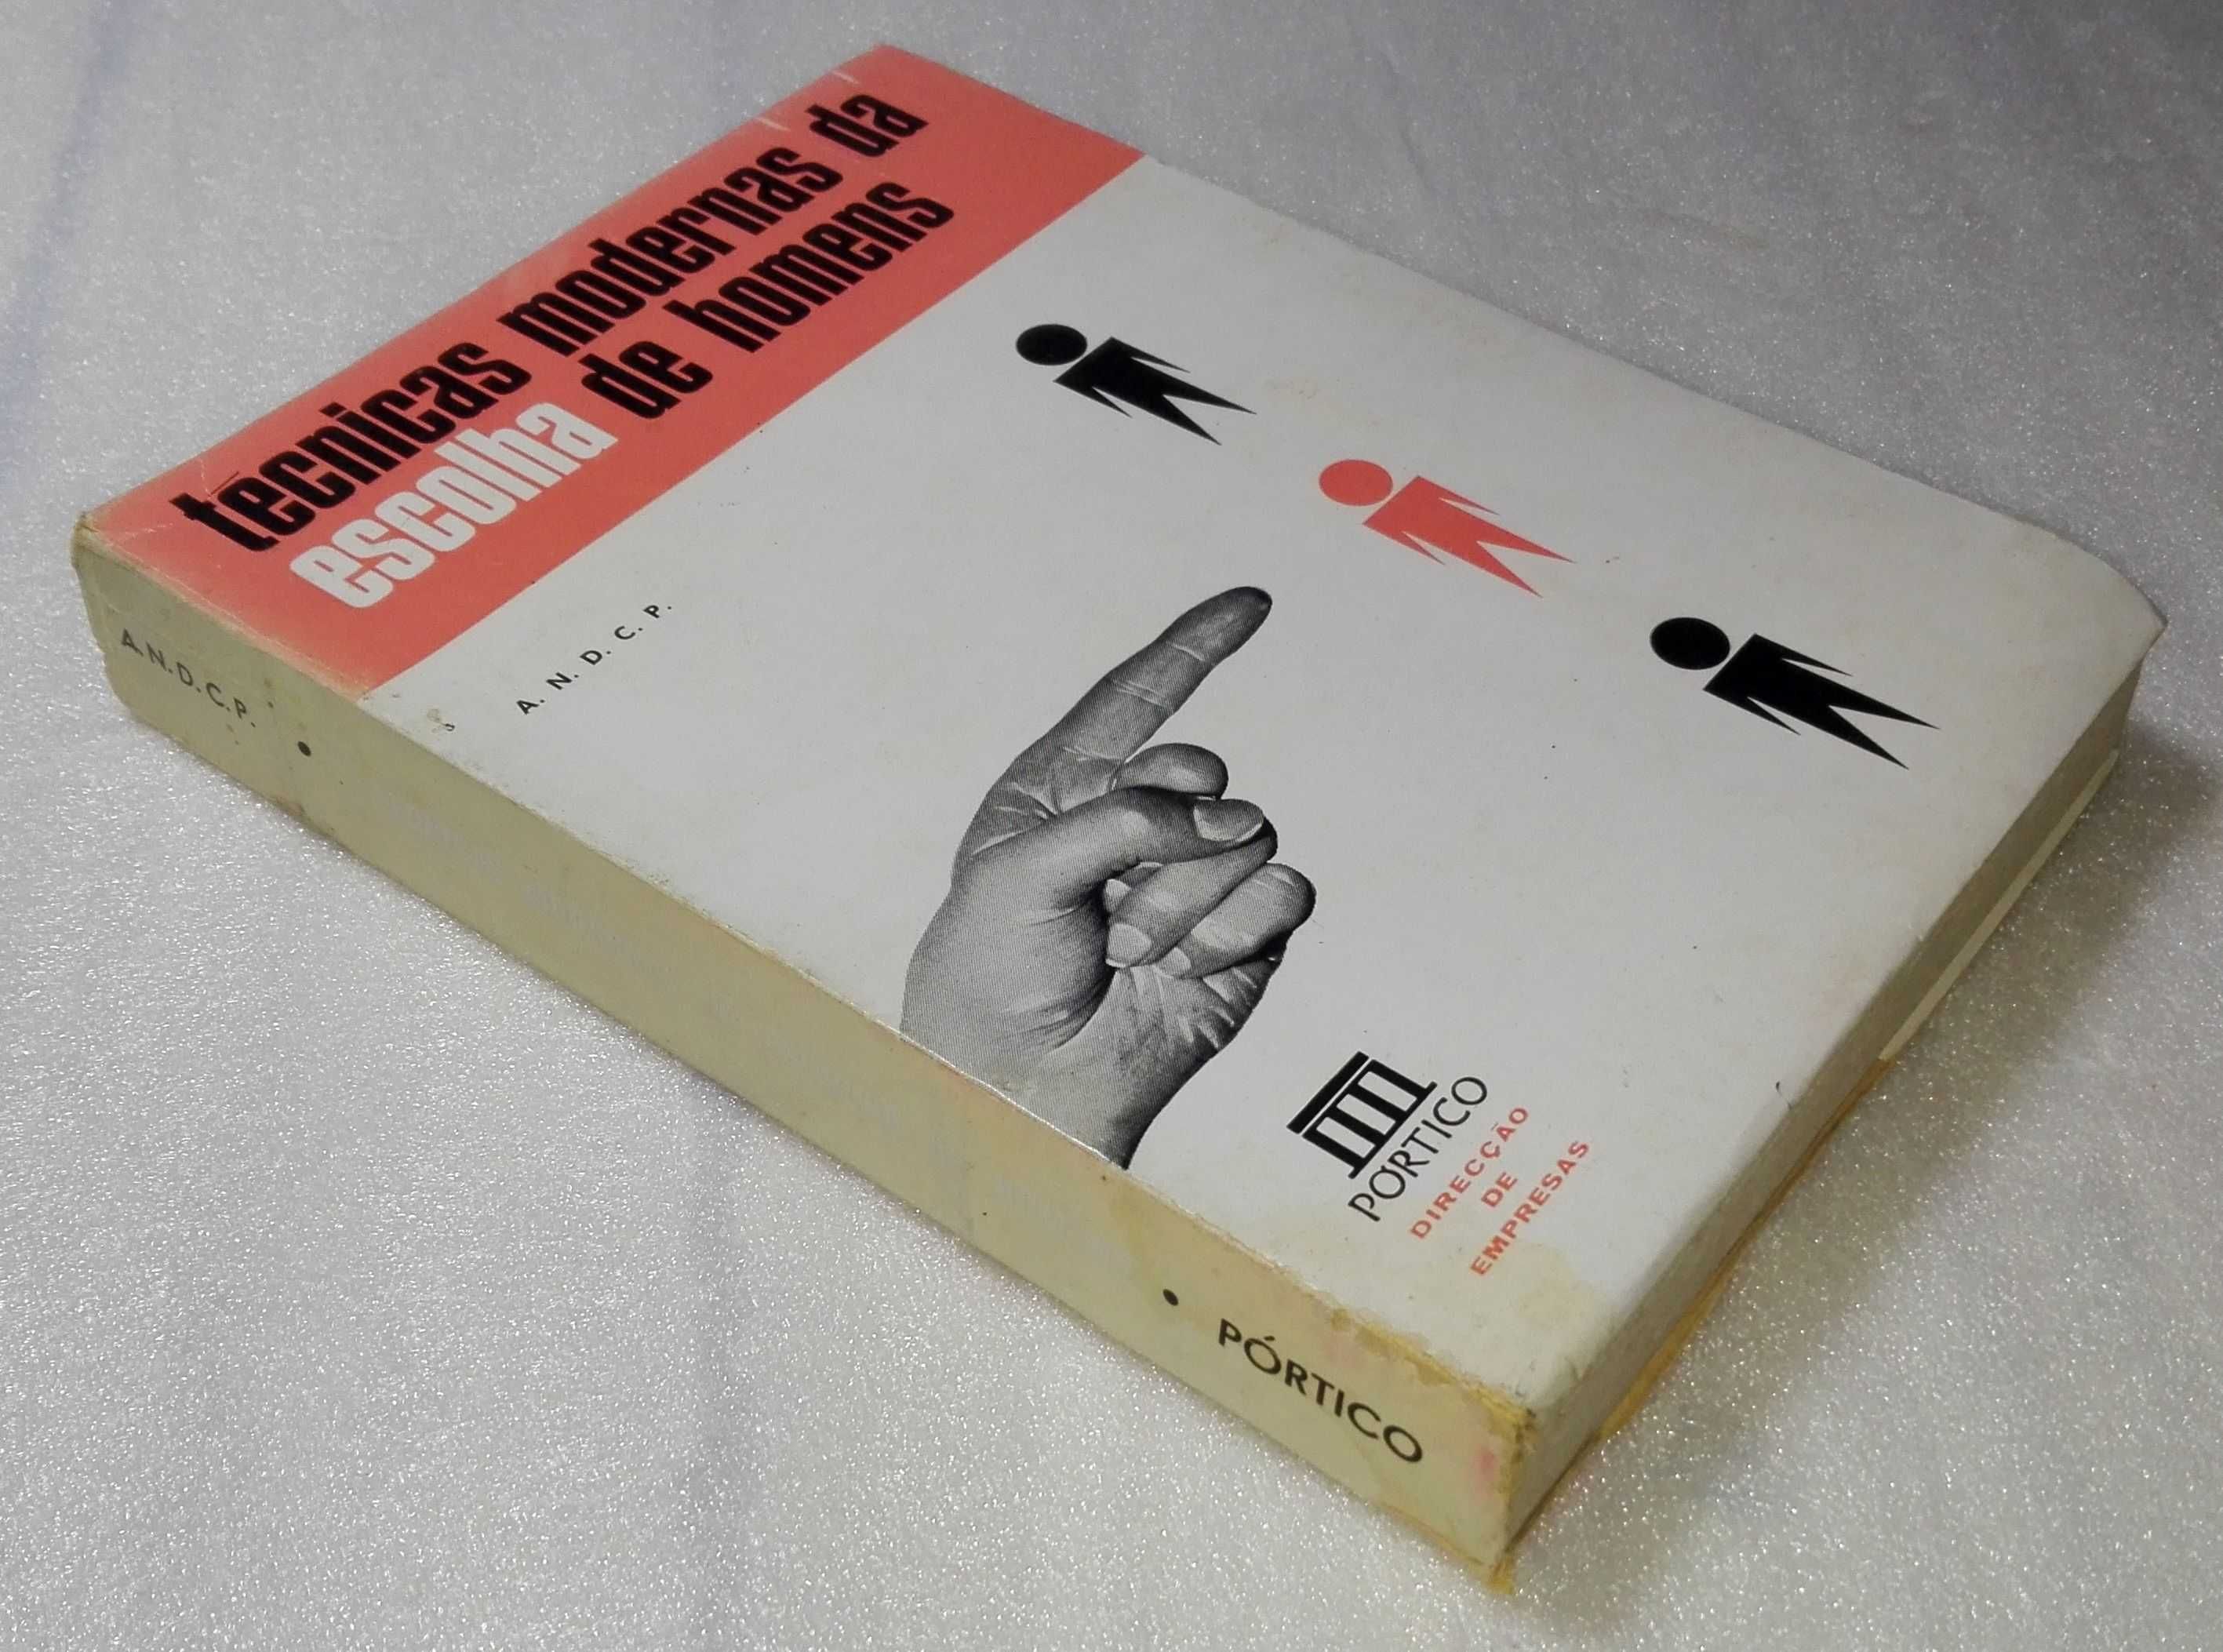 técnicas modernas da
escolha de homens
A. N. D. C. P.
PÓRTICO
DIRECÇÃO
DE
EMPRESAS
A.N.D.C.P. • • PÓRTICO